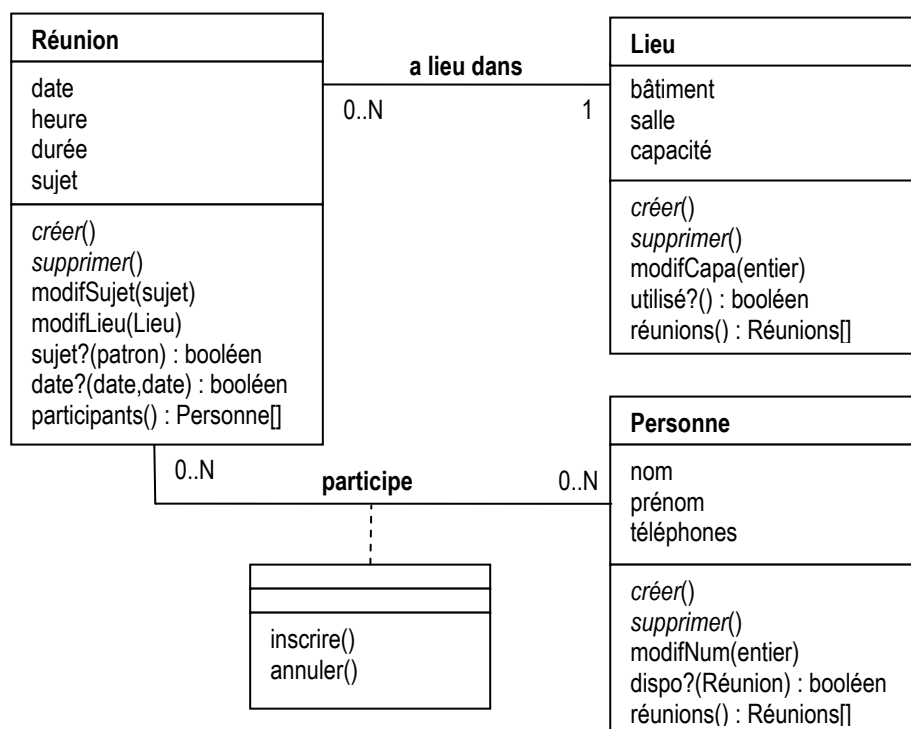 Réunion
date
heure
durée
sujet
créer()
supprimer()
modifSujet(sujet)
modifLieu(Lieu)
sujet?(patron) : booléen
date?(date,date) : booléen
participants() : Personne[]
a lieu dans
0..N
1
Lieu
bâtiment
salle
capacité
créer()
supprimer()
modifCapa(entier)
utilisé?() : booléen
réunions() : Réunions[]
0..N
participe
0..N
inscrire()
annuler()
Personne
nom
prénom
téléphones
créer()
supprimer()
modifNum(entier)
dispo?(Réunion) : booléen
réunions() : Réunions[]